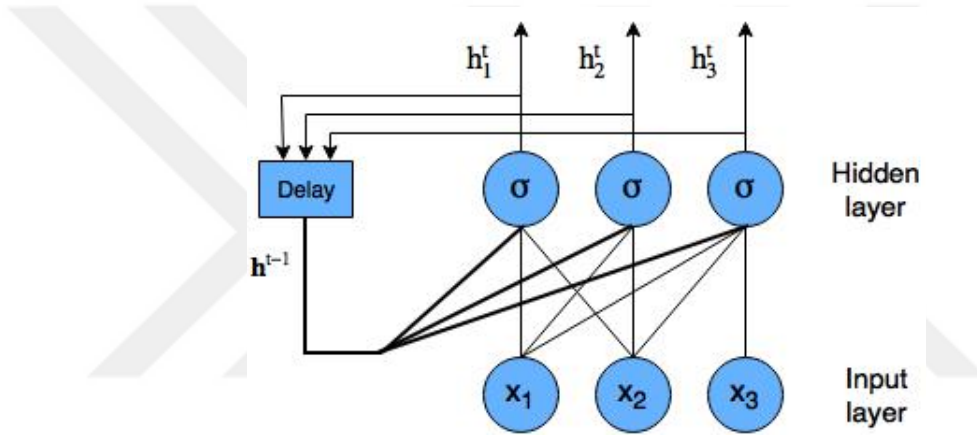 h₁ᵗ h₂ᵗ h₃ᵗ
Delay
σ σ σ
Hidden
layer
hᵗ⁻¹
x₁ x₂ x₃
Input
layer